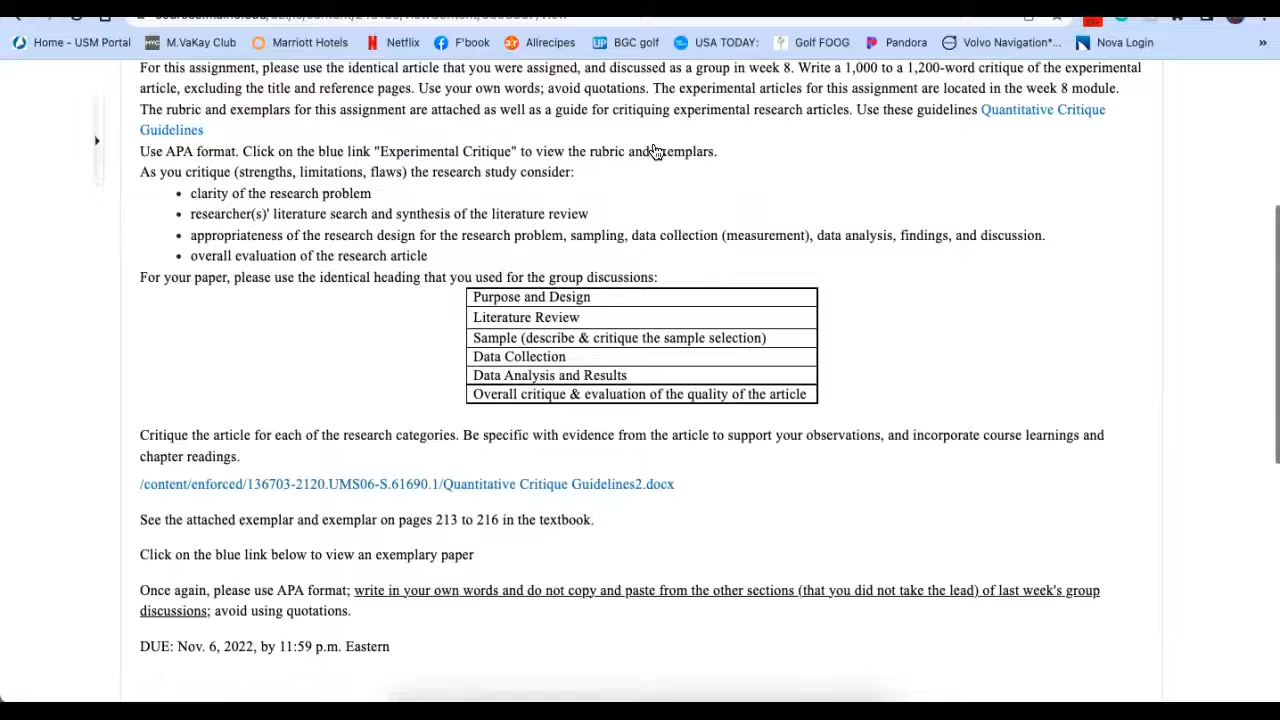 Home - USM Portal
M.VaKay Club
Marriott Hotels
Netflix
F'book
Allrecipes
BGC golf
USA TODAY:
Golf FOOG
Pandora
Volvo Navigation*...
Nova Login
»
For this assignment, please use the identical article that you were assigned, and discussed as a group in week 8. Write a 1,000 to a 1,200-word critique of the experimental
article, excluding the title and reference pages. Use your own words; avoid quotations. The experimental articles for this assignment are located in the week 8 module.
The rubric and exemplars for this assignment are attached as well as a guide for critiquing experimental research articles. Use these guidelines Quantitative Critique
Guidelines
Use APA format. Click on the blue link "Experimental Critique" to view the rubric and exemplars.
As you critique (strengths, limitations, flaws) the research study consider:
• clarity of the research problem
• researcher(s)' literature search and synthesis of the literature review
• appropriateness of the research design for the research problem, sampling, data collection (measurement), data analysis, findings, and discussion.
• overall evaluation of the research article
For your paper, please use the identical heading that you used for the group discussions:
Purpose and Design
Literature Review
Sample (describe & critique the sample selection)
Data Collection
Data Analysis and Results
Overall critique & evaluation of the quality of the article
Critique the article for each of the research categories. Be specific with evidence from the article to support your observations, and incorporate course learnings and
chapter readings.
/content/enforced/136703-2120.UMS06-S.61690.1/Quantitative Critique Guidelines2.docx
See the attached exemplar and exemplar on pages 213 to 216 in the textbook.
Click on the blue link below to view an exemplary paper
Once again, please use APA format; write in your own words and do not copy and paste from the other sections (that you did not take the lead) of last week's group
discussions; avoid using quotations.
DUE: Nov. 6, 2022, by 11:59 p.m. Eastern